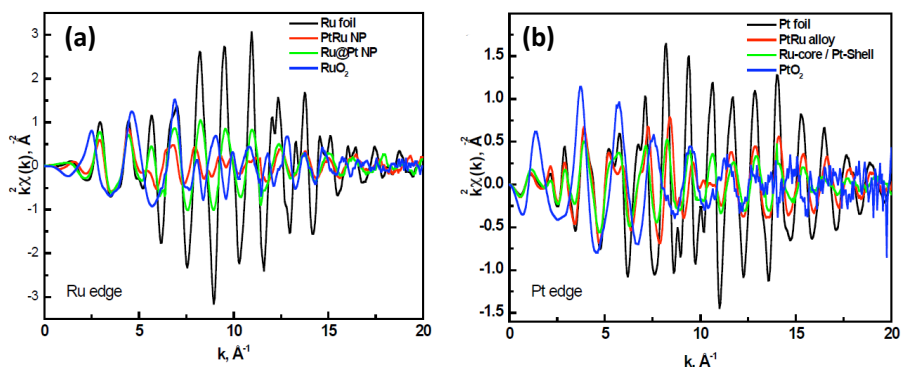 (a)
Ru foil
PtRu NP
Ru@Pt NP
RuO₂
k²χ(k), Å⁻²
3
2
1
0
-1
-2
-3
Ru edge
0 5 10 15 20
k, Å⁻¹
(b)
Pt foil
PtRu alloy
Ru-core / Pt-Shell
PtO₂
k²χ(k), Å⁻²
1.5
1.0
0.5
0.0
-0.5
-1.0
-1.5
Pt edge
0 5 10 15 20
k, Å⁻¹